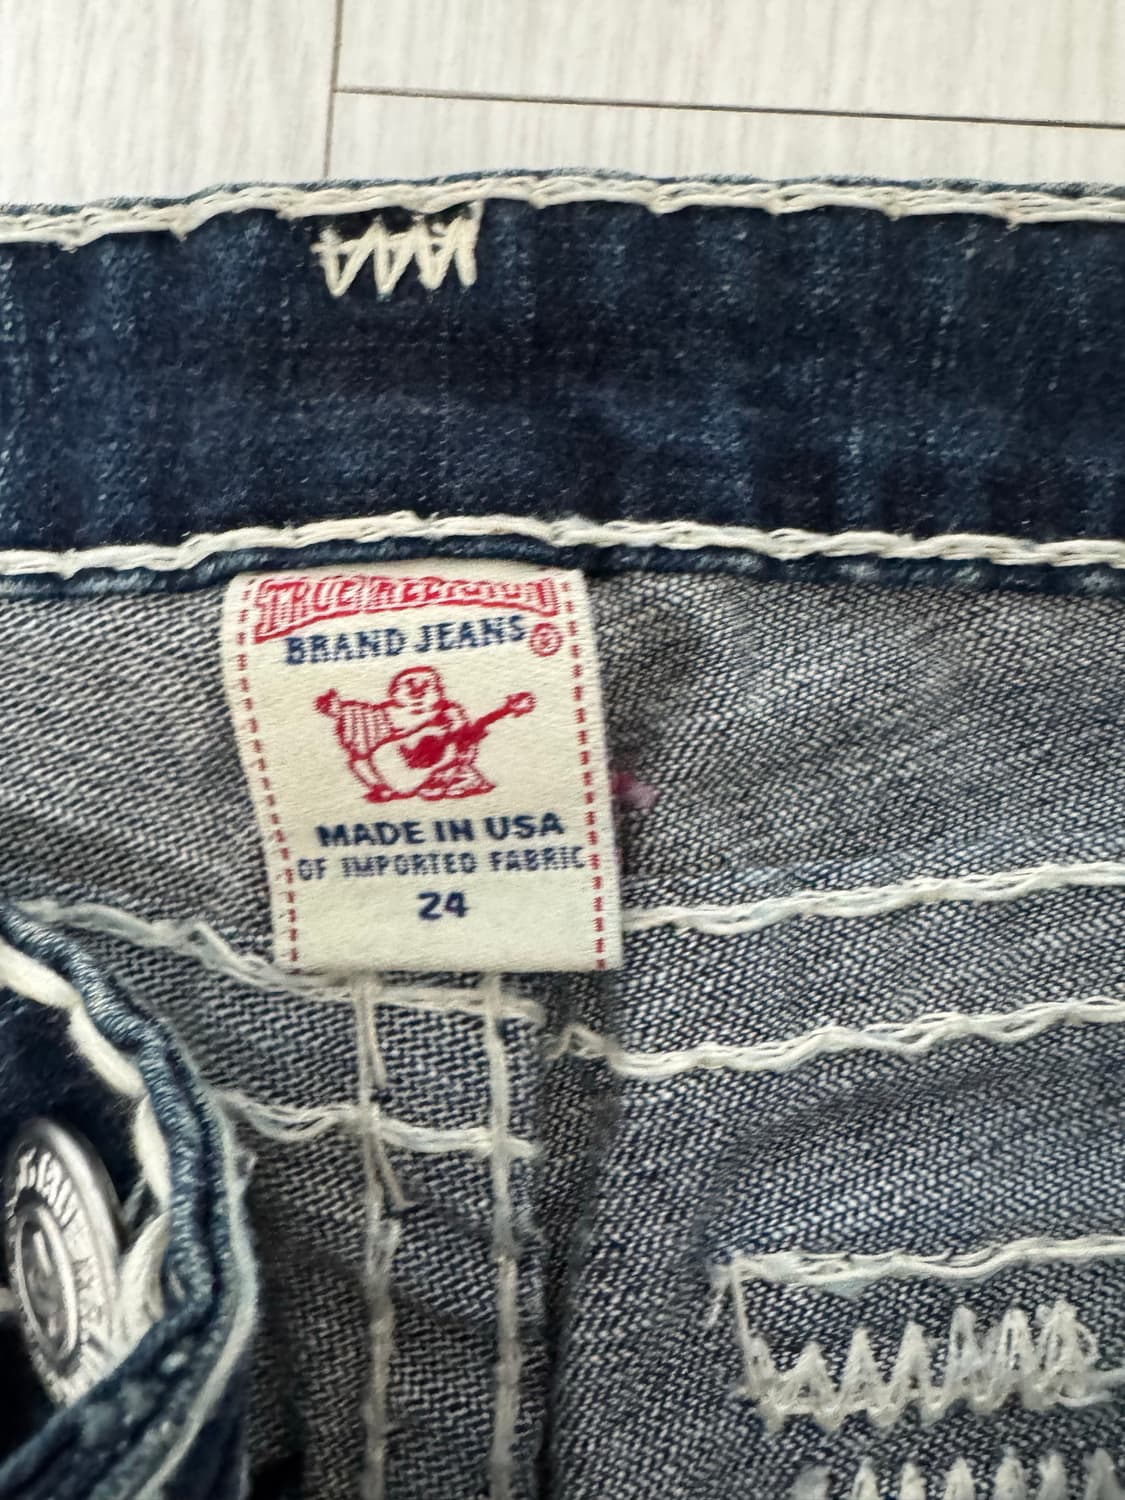 TRUE RELIGION
BRAND JEANS®
MADE IN USA
OF IMPORTED FABRIC
24